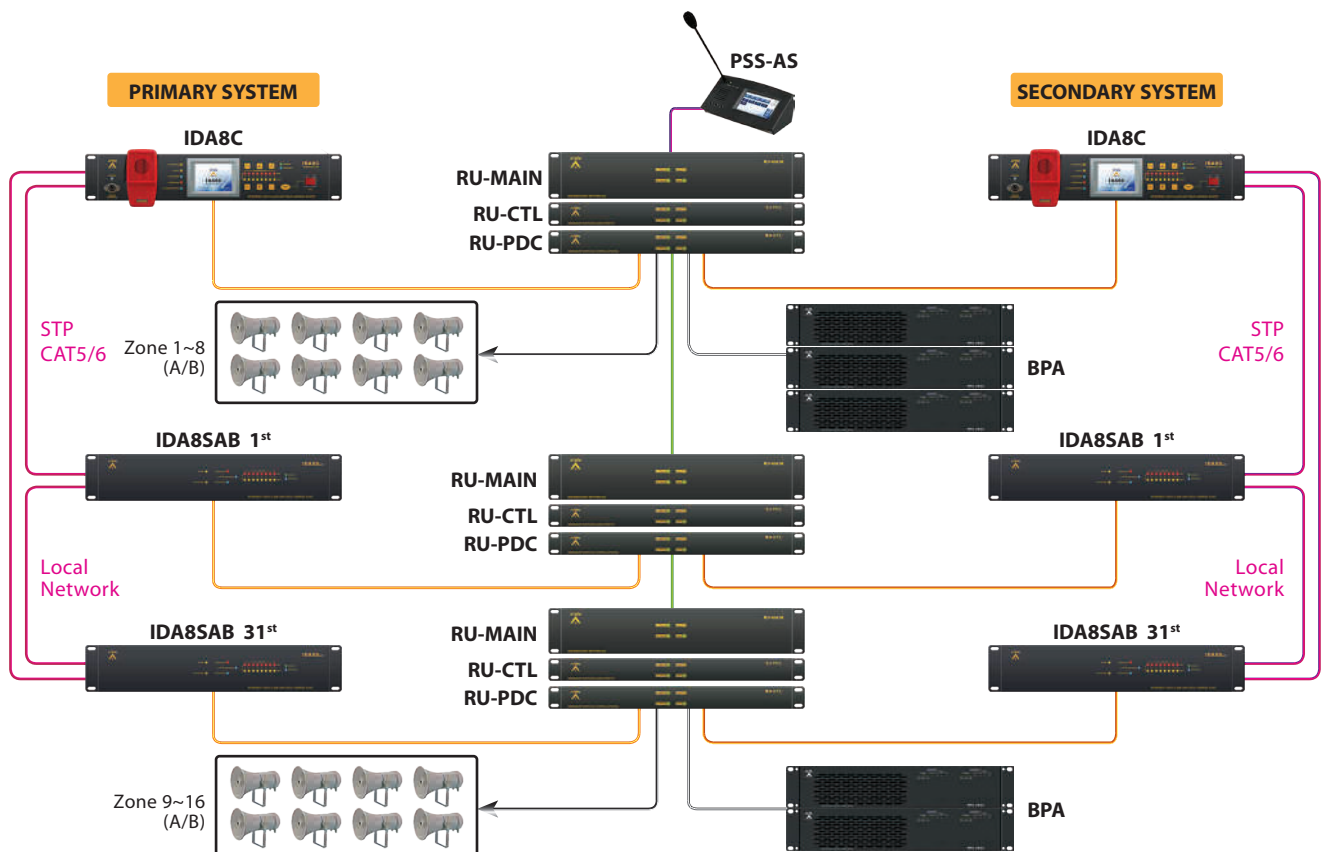 PSS-AS
PRIMARY SYSTEM
SECONDARY SYSTEM
IDA8C
IDA8C
RU-MAIN
RU-CTL
RU-PDC
STP
CAT5/6
Zone 1~8
(A/B)
BPA
STP
CAT5/6
IDA8SAB 1st
IDA8SAB 1st
RU-MAIN
RU-CTL
RU-PDC
Local
Network
Local
Network
IDA8SAB 31st
IDA8SAB 31st
RU-MAIN
RU-CTL
RU-PDC
Zone 9~16
(A/B)
BPA